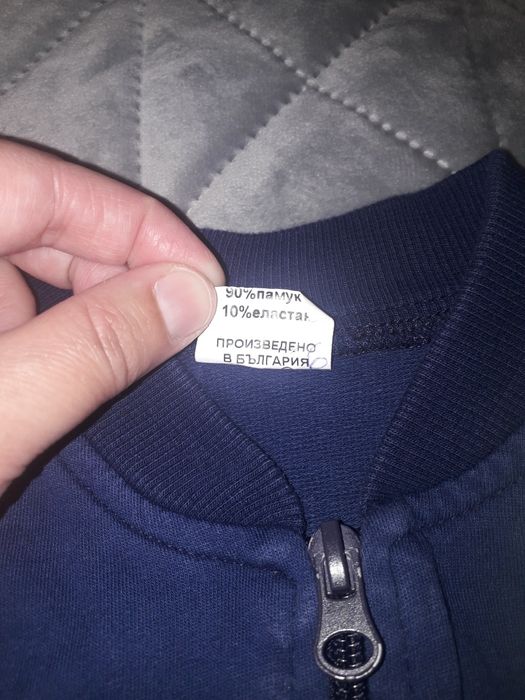 90%памук
10%еластан
ПРОИЗВЕДЕНО
В БЪЛГАРИЯ